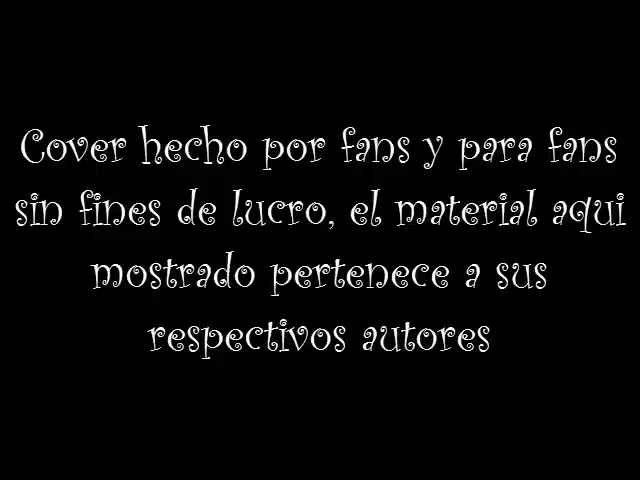 Cover hecho por fans y para fans
sin fines de lucro, el material aqui
mostrado pertenece a sus
respectivos autores